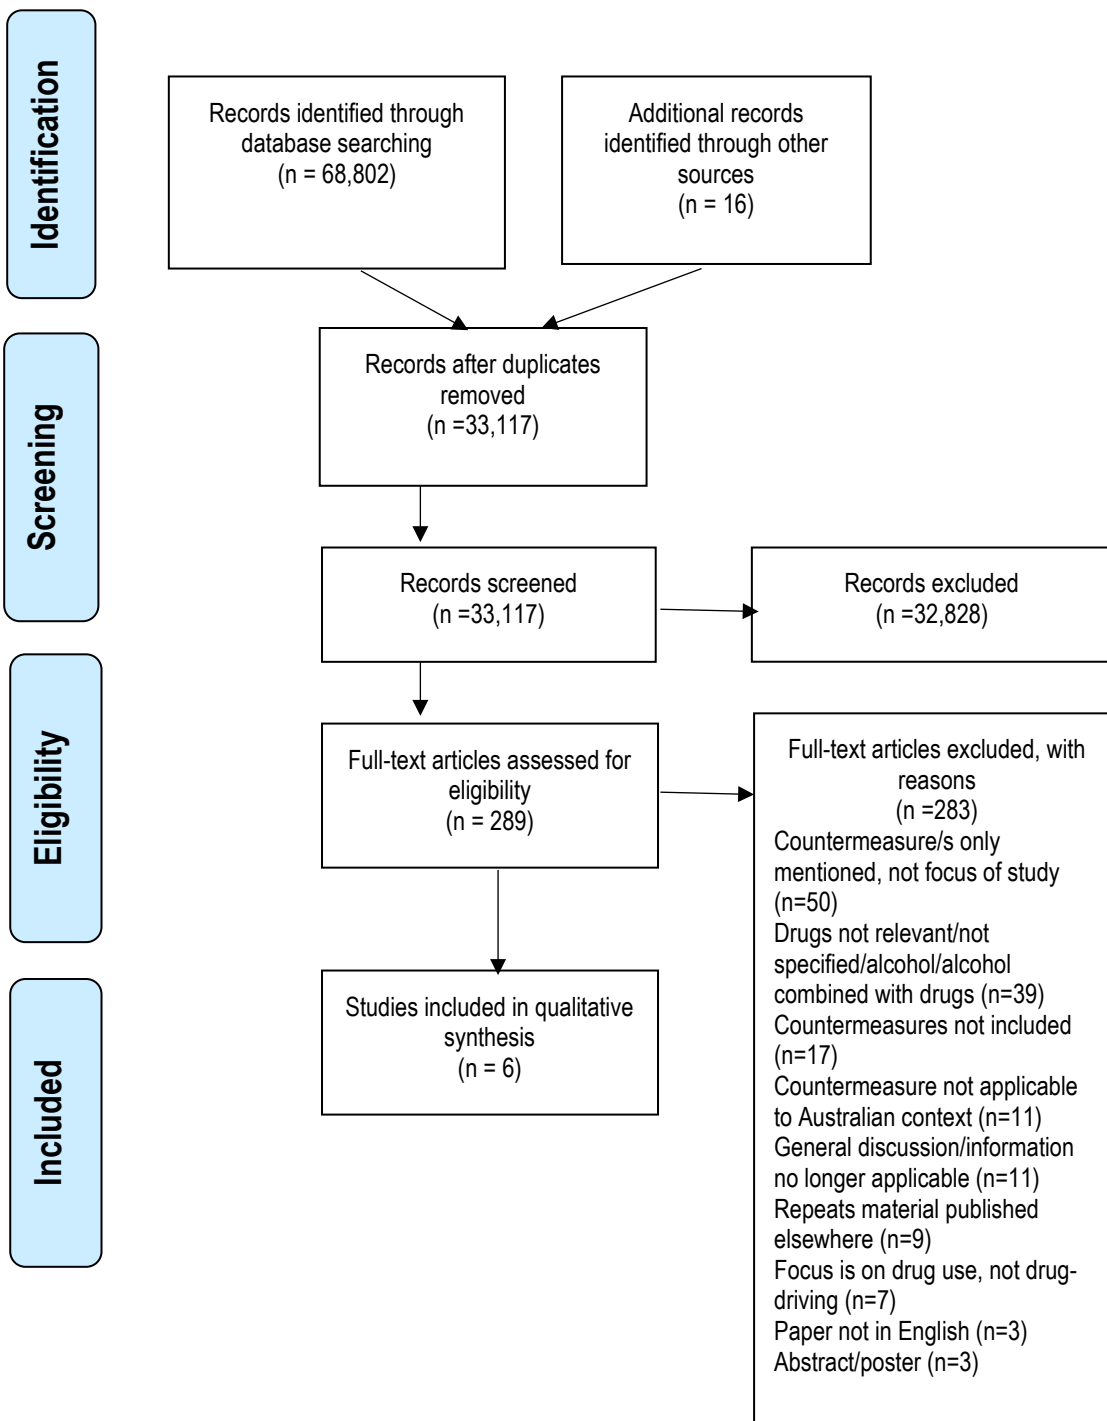 Identification
Records identified through
database searching
(n = 68,802)
Additional records
identified through other
sources
(n = 16)
Screening
Records after duplicates
removed
(n =33,117)
Records screened
(n =33,117)
Records excluded
(n =32,828)
Eligibility
Full-text articles assessed for
eligibility
(n = 289)
Full-text articles excluded, with
reasons
(n =283)
Countermeasure/s only
mentioned, not focus of study
(n=50)
Drugs not relevant/not
specified/alcohol/alcohol
combined with drugs (n=39)
Countermeasures not included
(n=17)
Countermeasure not applicable
to Australian context (n=11)
General discussion/information
no longer applicable (n=11)
Repeats material published
elsewhere (n=9)
Focus is on drug use, not drug-
driving (n=7)
Paper not in English (n=3)
Abstract/poster (n=3)
Included
Studies included in qualitative
synthesis
(n = 6)